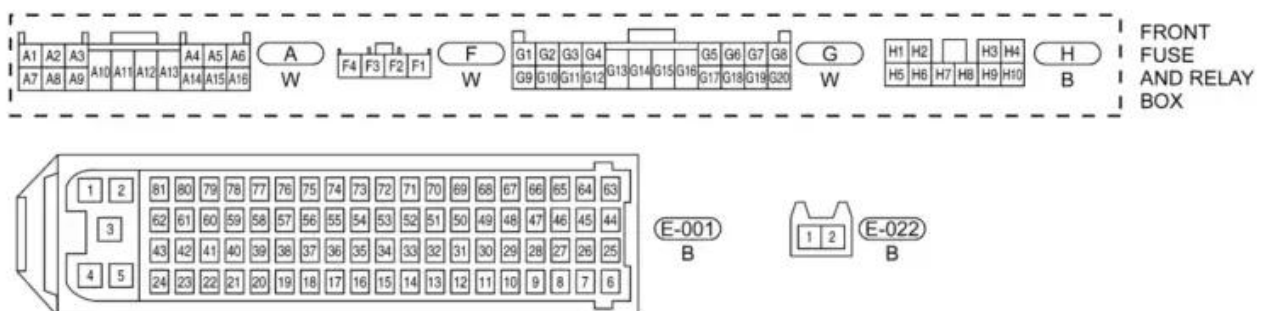 A1 A2 A3 A4 A5 A6
A7 A8 A9 A10 A11 A12 A13 A14 A15 A16
A
W
F4 F3 F2 F1
F
W
G1 G2 G3 G4 G5 G6 G7 G8
G9 G10 G11 G12 G13 G14 G15 G16 G17 G18 G19 G20
G
W
H1 H2 H3 H4
H5 H6 H7 H8 H9 H10
H
B
FRONT
FUSE
AND RELAY
BOX
1 2
3
4 5
81 80 79 78 77 76 75 74 73 72 71 70 69 68 67 66 65 64 63
62 61 60 59 58 57 56 55 54 53 52 51 50 49 48 47 46 45 44
43 42 41 40 39 38 37 36 35 34 33 32 31 30 29 28 27 26 25
24 23 22 21 20 19 18 17 16 15 14 13 12 11 10 9 8 7 6
E-001
B
1 2
E-022
B